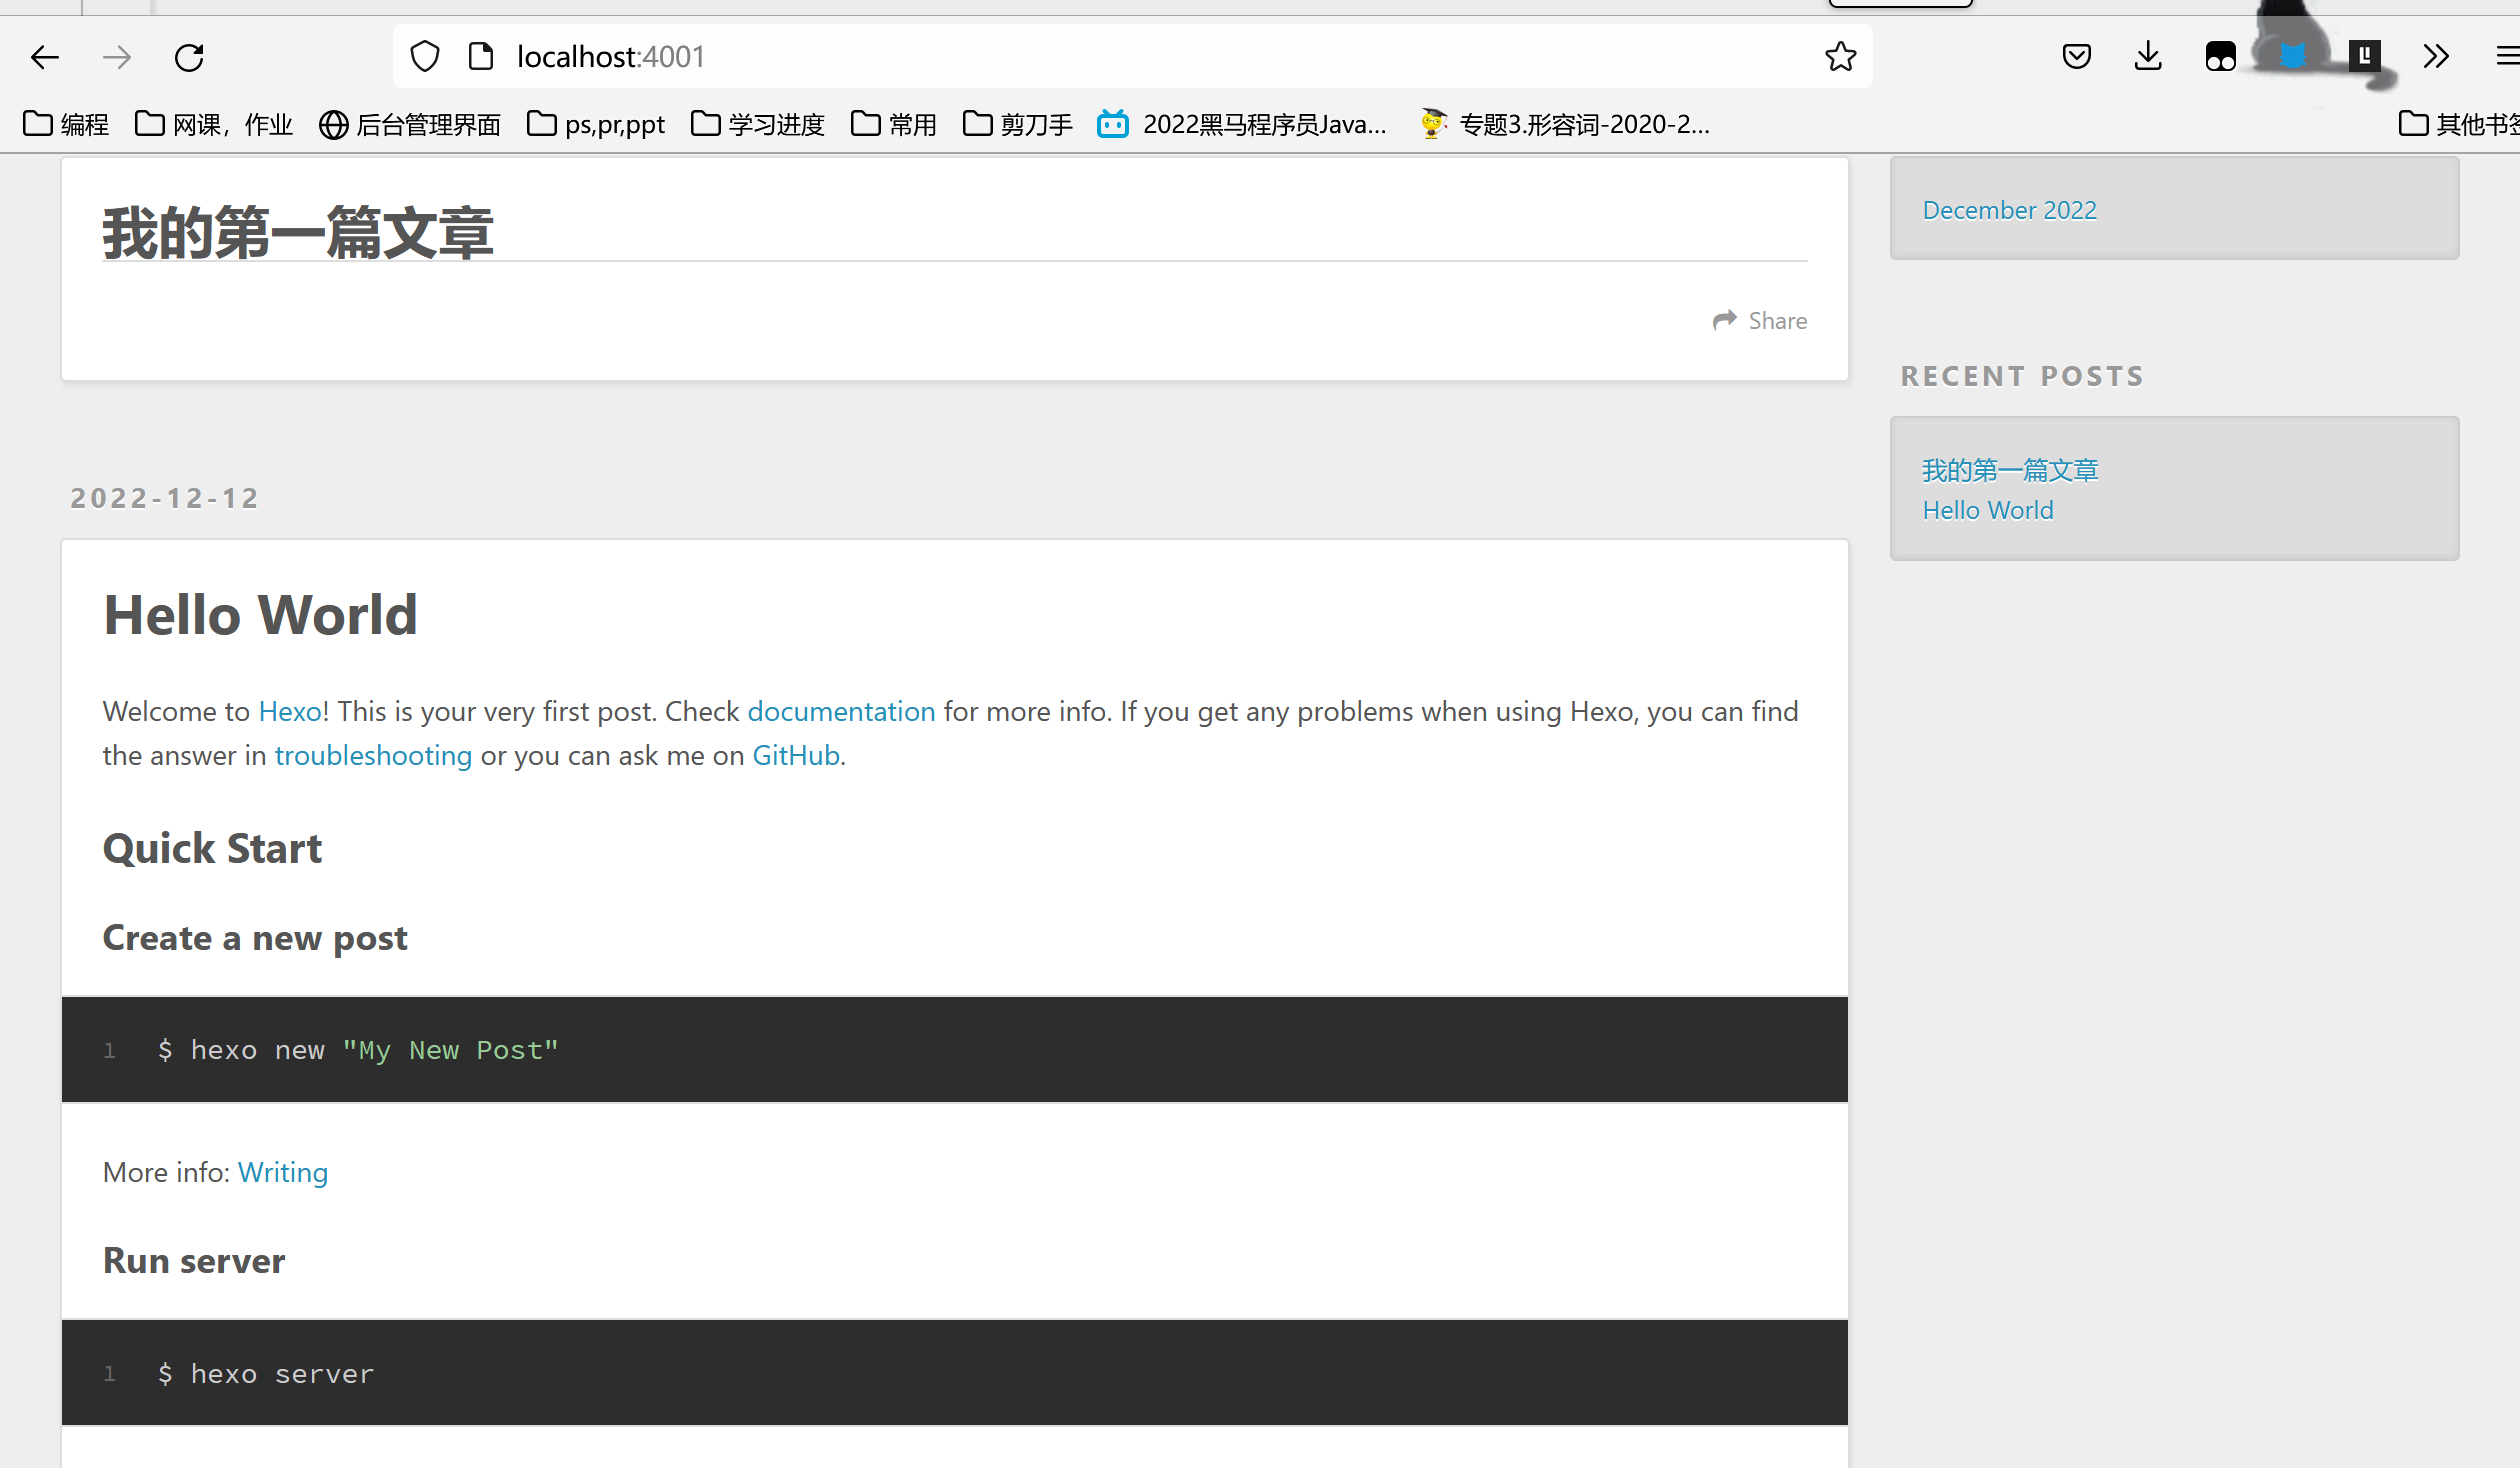 localhost:4001
编程 网课，作业 后台管理界面 ps,pr,ppt 学习进度 常用 剪刀手 2022黑马程序员Java... 专题3.形容词-2020-2... 其他书签
我的第一篇文章
Share
2022-12-12
Hello World
Welcome to Hexo! This is your very first post. Check documentation for more info. If you get any problems when using Hexo, you can find
the answer in troubleshooting or you can ask me on GitHub.
Quick Start
Create a new post
1 $ hexo new "My New Post"
More info: Writing
Run server
1 $ hexo server
December 2022
RECENT POSTS
我的第一篇文章
Hello World